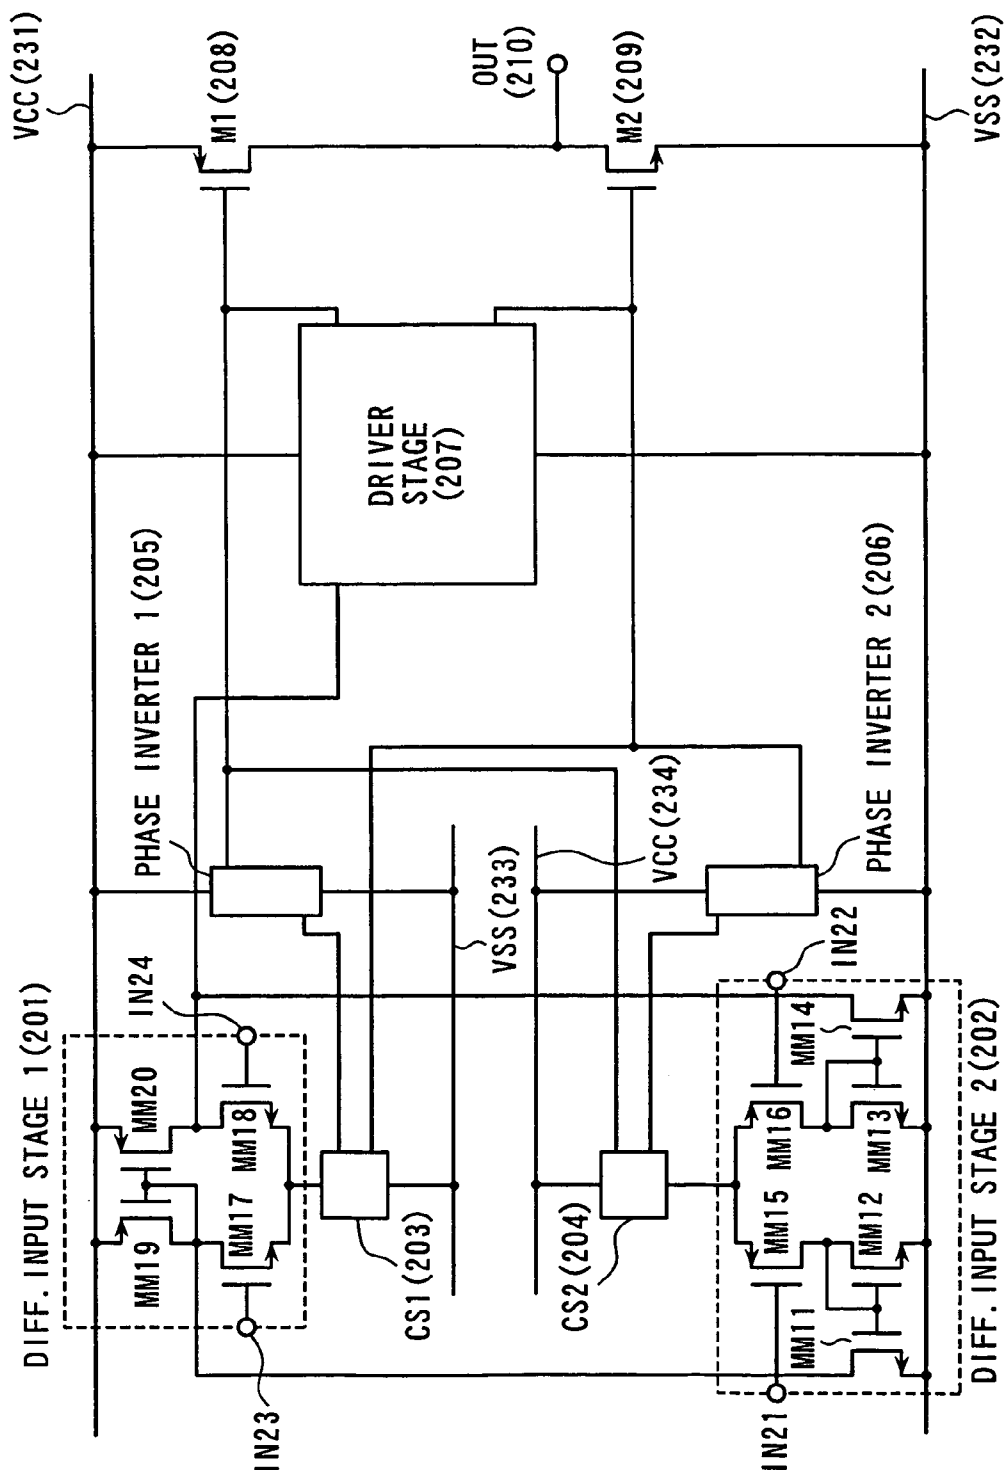 DIFF. INPUT STAGE 1(201)
IN23
MM19
MM20
MM17
MM18
IN24
PHASE INVERTER 1(205)
VCC(231)
M1(208)
CS1(203)
VSS(233)
DRIVER
STAGE
(207)
OUT
(210)
CS2(204)
VCC(234)
M2(209)
IN21
MM11
MM15
MM12
MM16
MM13
MM14
IN22
PHASE INVERTER 2(206)
VSS(232)
DIFF. INPUT STAGE 2(202)